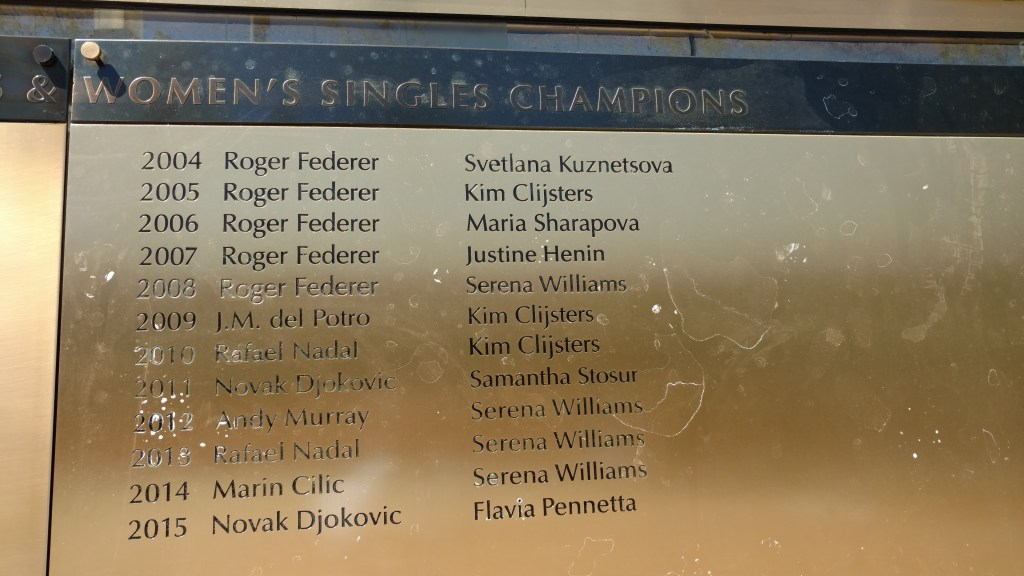 & WOMEN'S SINGLES CHAMPIONS
2004 Roger Federer Svetlana Kuznetsova
2005 Roger Federer Kim Clijsters
2006 Roger Federer Maria Sharapova
2007 Roger Federer Justine Henin
2008 Roger Federer Serena Williams
2009 J.M. del Potro Kim Clijsters
2010 Rafael Nadal Kim Clijsters
2011 Novak Djokovic Samantha Stosur
2012 Andy Murray Serena Williams
2013 Rafael Nadal Serena Williams
2014 Marin Cilic Serena Williams
2015 Novak Djokovic Flavia Pennetta